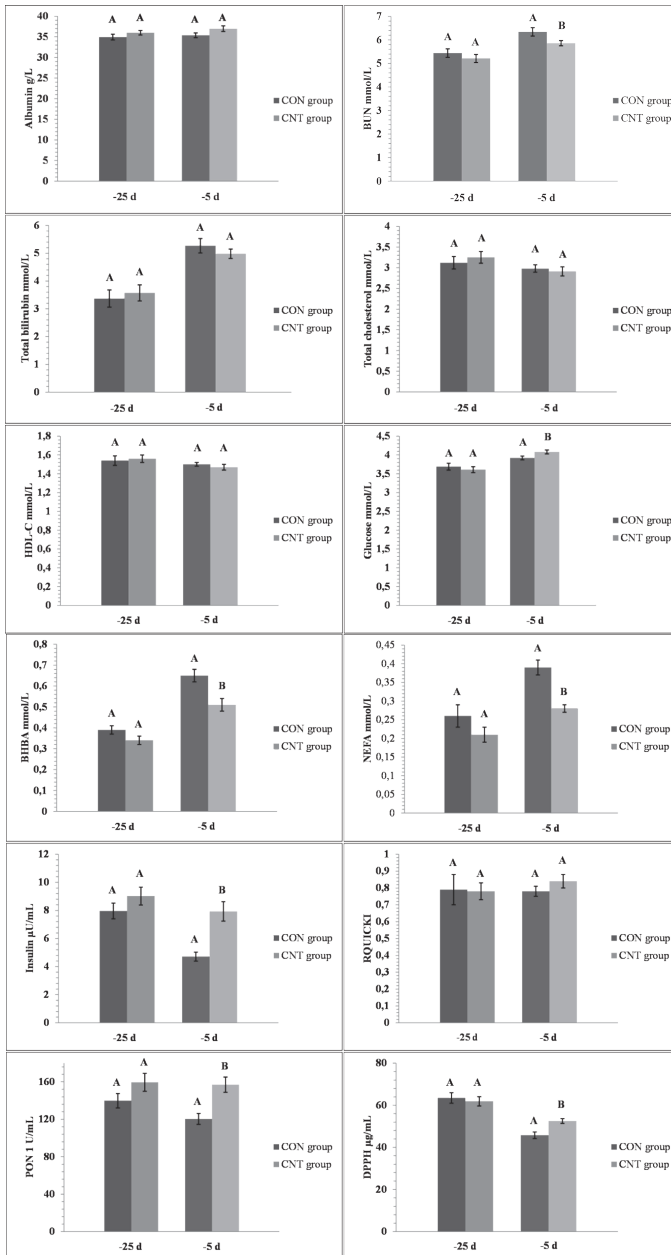 Albumin g/L
40
35
30
25
20
15
10
5
0
A A A A
-25 d -5 d
CON group
CNT group
BUN mmol/L
7
6
5
4
3
2
1
0
A A A B
-25 d -5 d
CON group
CNT group
Total bilirubin mmol/L
6
5
4
3
2
1
0
A A A A
-25 d -5 d
CON group
CNT group
Total cholesterol mmol/L
4
3,5
3
2,5
2
1,5
1
0,5
0
A A A A
-25 d -5 d
CON group
CNT group
HDL-C mmol/L
1,8
1,6
1,4
1,2
1
0,8
0,6
0,4
0,2
0
A A A A
-25 d -5 d
CON group
CNT group
Glucose mmol/L
4,5
4
3,5
3
2,5
2
1,5
1
0,5
0
A A A B
-25 d -5 d
CON group
CNT group
BHBA mmol/L
0,8
0,7
0,6
0,5
0,4
0,3
0,2
0,1
0
A A A B
-25 d -5 d
CON group
CNT group
NEFA mmol/L
0,45
0,4
0,35
0,3
0,25
0,2
0,15
0,1
0,05
0
A A A B
-25 d -5 d
CON group
CNT group
Insulin µU/mL
12
10
8
6
4
2
0
A A A B
-25 d -5 d
CON group
CNT group
RQUICKI
1
0,9
0,8
0,7
0,6
0,5
0,4
0,3
0,2
0,1
0
A A A A
-25 d -5 d
CON group
CNT group
PON 1 U/mL
160
120
80
40
0
A A A B
-25 d -5 d
CON group
CNT group
DPPH µg/mL
80
60
40
20
0
A A A B
-25 d -5 d
CON group
CNT group